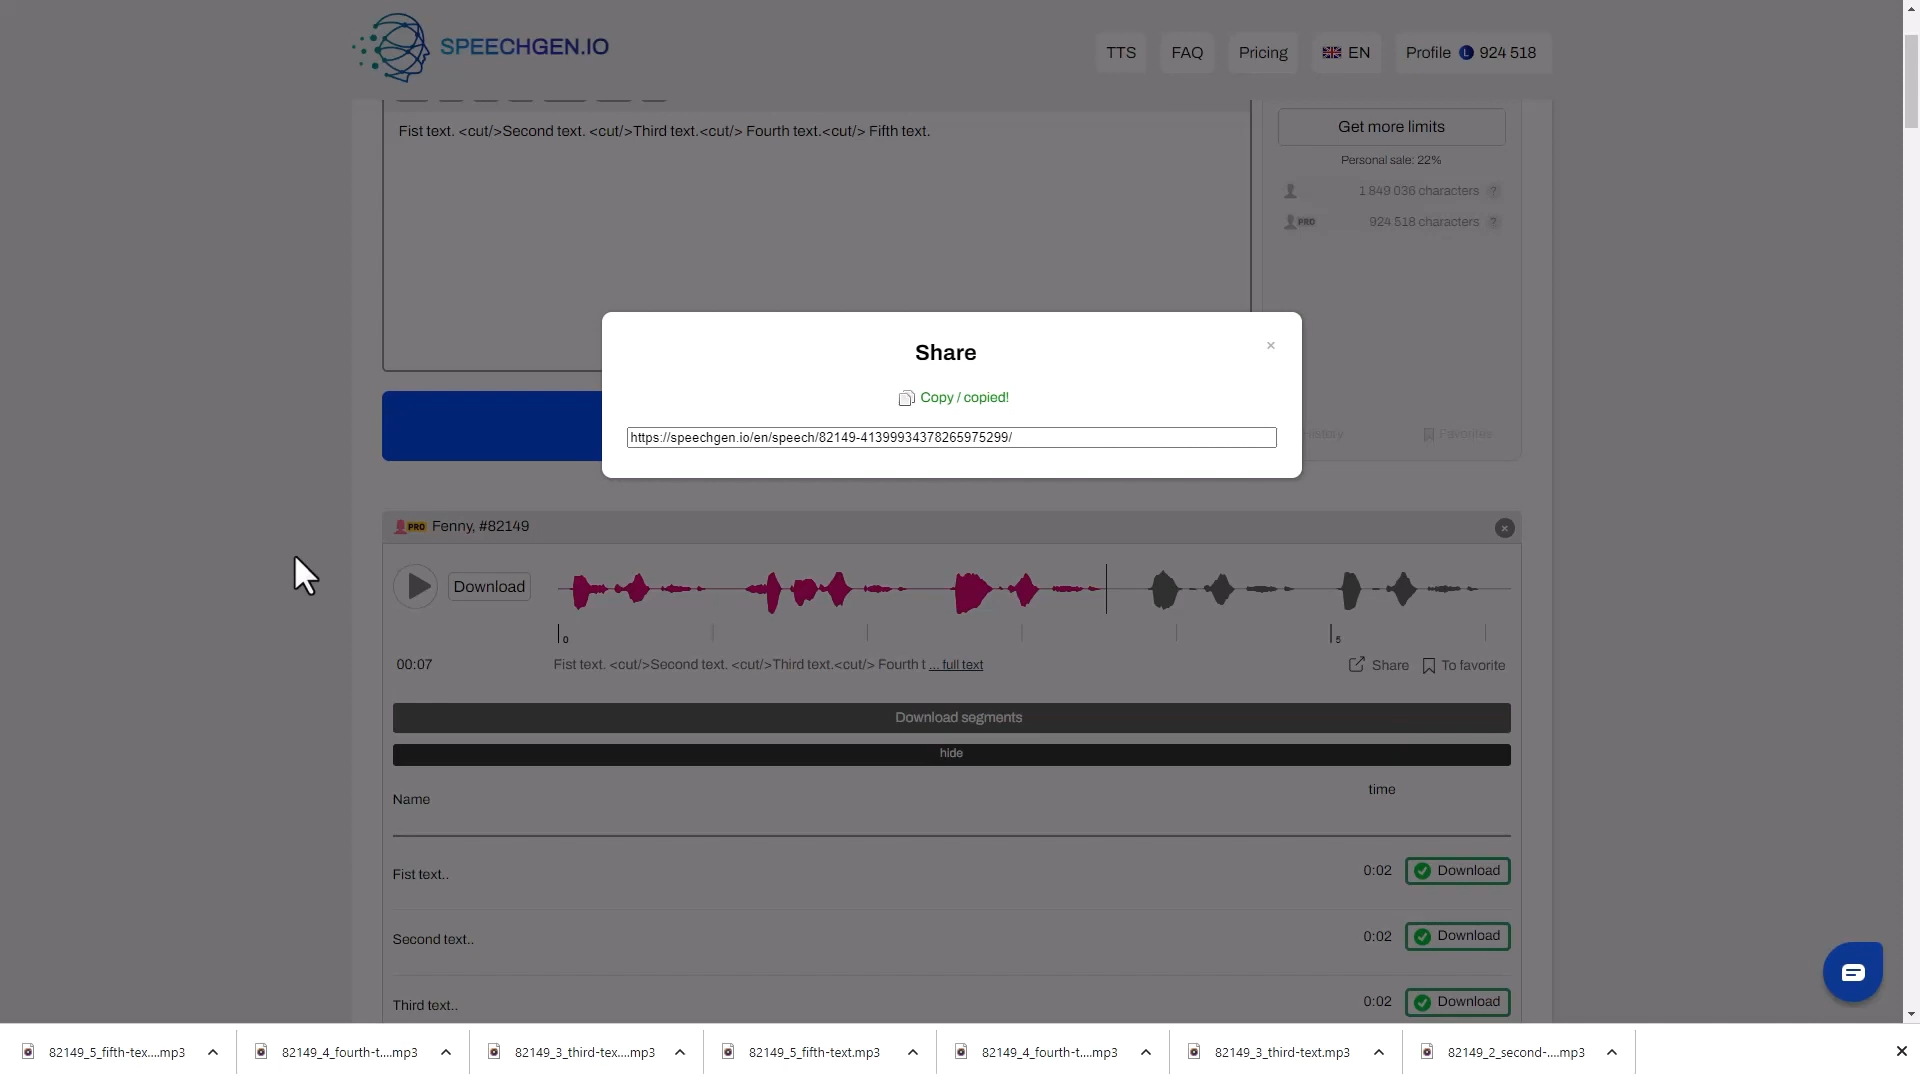 SPEECHGEN.IO
TTS
FAQ
Pricing
EN
Profile L 924 518
Fist text. <cut/>Second text. <cut/>Third text.<cut/> Fourth text.<cut/> Fifth text.
Get more limits
Personal sale: 22%
1 849 036 characters ?
PRO 924 518 characters ?
Share
×
Copy / copied!
https://speechgen.io/en/speech/82149-41399934378265975299/
History
Favorites
PRO Fenny, #82149
Download
0
5
00:07
Fist text. <cut/>Second text. <cut/>Third text.<cut/> Fourth t ... full text
Share
To favorite
Download segments
hide
Name
time
Fist text..
0:02
Download
Second text..
0:02
Download
Third text..
0:02
Download
82149_5_fifth-tex....mp3
82149_4_fourth-t....mp3
82149_3_third-tex....mp3
82149_5_fifth-text.mp3
82149_4_fourth-t....mp3
82149_3_third-text.mp3
82149_2_second-....mp3